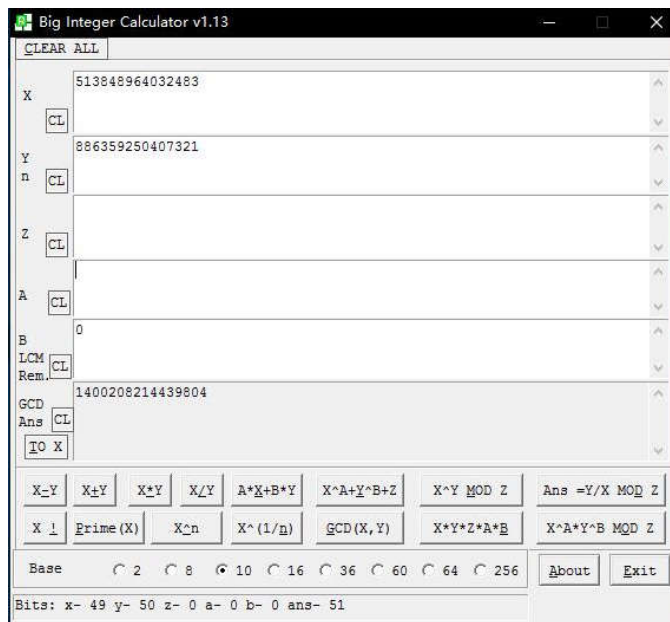 Big Integer Calculator v1.13
CLEAR ALL
X
CL
513848964032483
Y
n
CL
886359250407321
Z
CL
A
CL
B
LCM
Rem.
CL
0
GCD
Ans
CL
TO X
1400208214439804
X-Y X+Y X*Y X/Y A*X+B*Y X^A+Y^B+Z X^Y MOD Z Ans =Y/X MOD Z
X ! Prime(X) X^n X^(1/n) GCD(X,Y) X*Y*Z*A*B X^A*Y^B MOD Z
Base 2 8 10 16 36 60 64 256 About Exit
Bits: x- 49 y- 50 z- 0 a- 0 b- 0 ans- 51